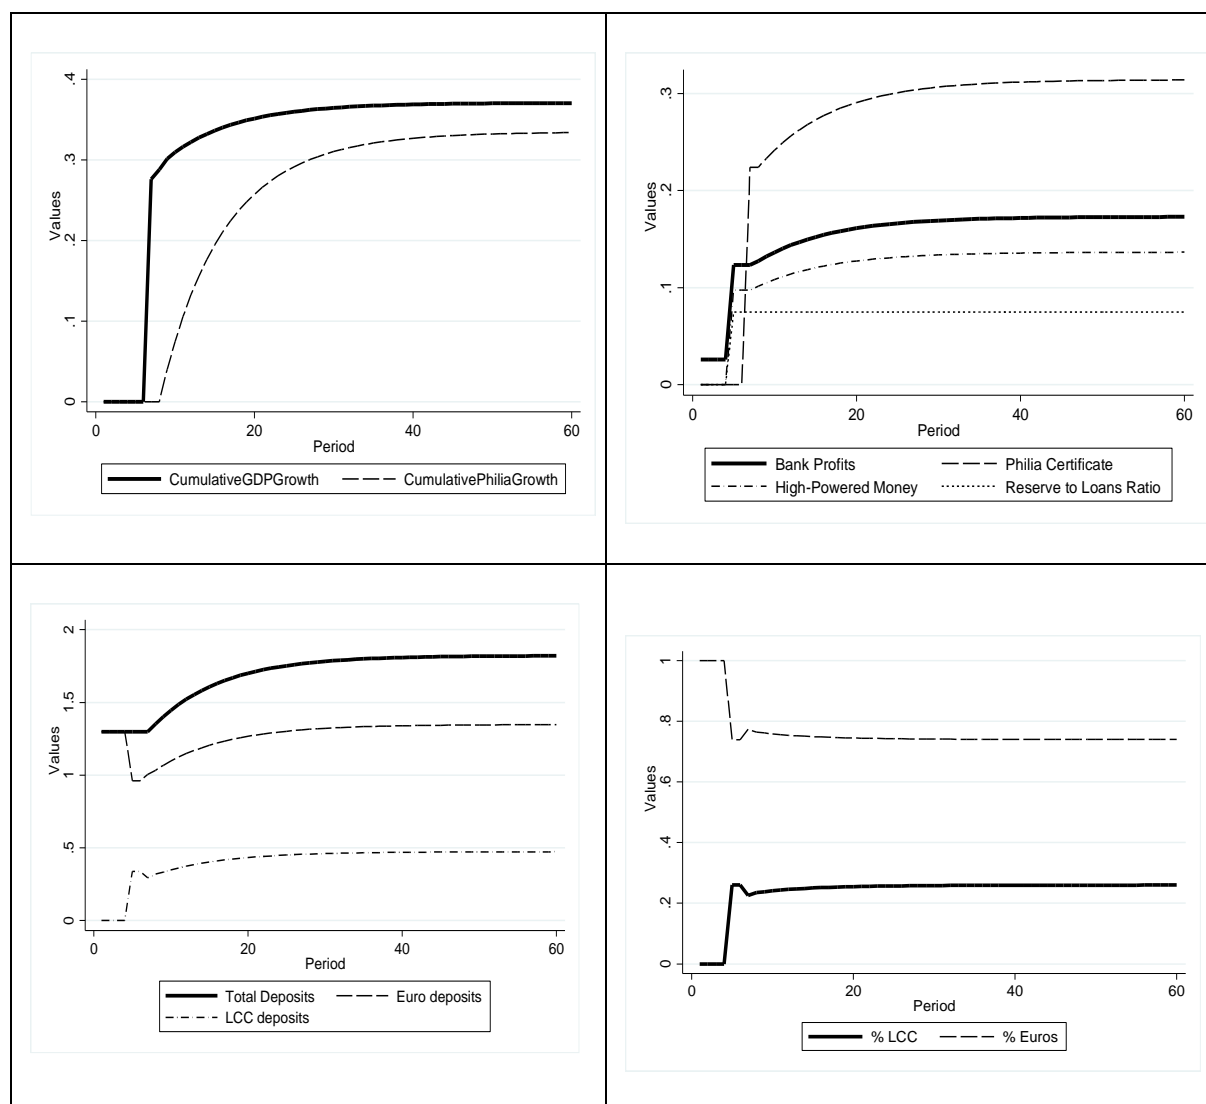 .4
.3
.2
.1
0
Values
0 20 40 60
Period
CumulativeGDPGrowth CumulativePhiliaGrowth
.3
.2
.1
0
Values
0 20 40 60
Period
Bank Profits Philia Certificate
High-Powered Money Reserve to Loans Ratio
2
1.5
1
.5
0
Values
0 20 40 60
Period
Total Deposits Euro deposits
LCC deposits
1
.8
.6
.4
.2
0
Values
0 20 40 60
Period
% LCC % Euros